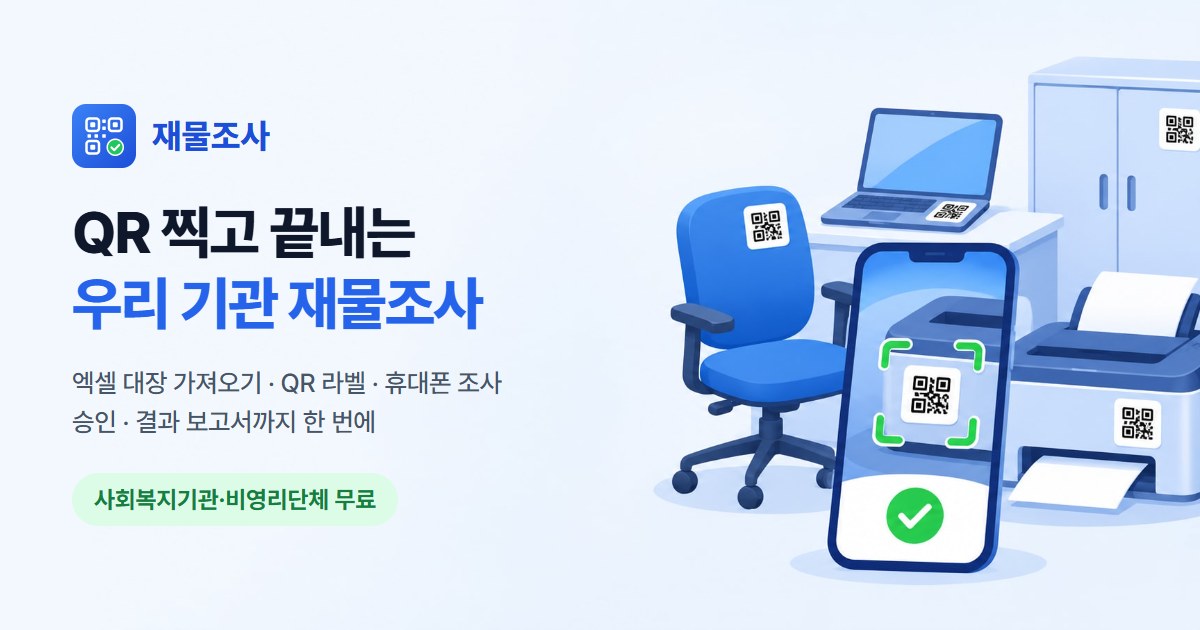 재물조사
QR 찍고 끝내는
우리 기관 재물조사
엑셀 대장 가져오기 · QR 라벨 · 휴대폰 조사
승인 · 결과 보고서까지 한 번에
사회복지기관·비영리단체 무료